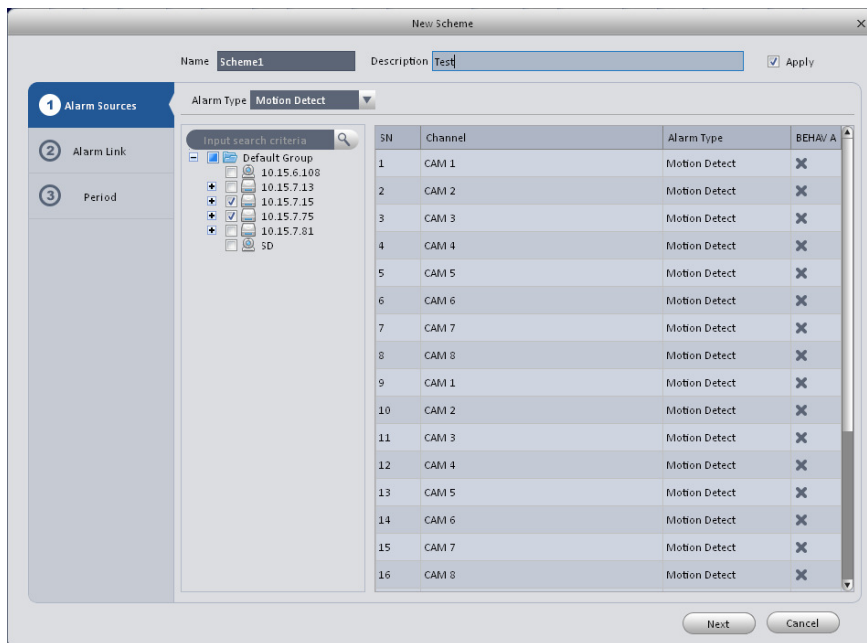 New Scheme
Name Scheme1 Description Test Apply
1 Alarm Sources
2 Alarm Link
3 Period
Alarm Type Motion Detect
Input search criteria
Default Group
10.15.6.108
10.15.7.13
10.15.7.15
10.15.7.75
10.15.7.81
SD
SN Channel Alarm Type BEHAV A
1 CAM 1 Motion Detect
2 CAM 2 Motion Detect
3 CAM 3 Motion Detect
4 CAM 4 Motion Detect
5 CAM 5 Motion Detect
6 CAM 6 Motion Detect
7 CAM 7 Motion Detect
8 CAM 8 Motion Detect
9 CAM 1 Motion Detect
10 CAM 2 Motion Detect
11 CAM 3 Motion Detect
12 CAM 4 Motion Detect
13 CAM 5 Motion Detect
14 CAM 6 Motion Detect
15 CAM 7 Motion Detect
16 CAM 8 Motion Detect
Next Cancel